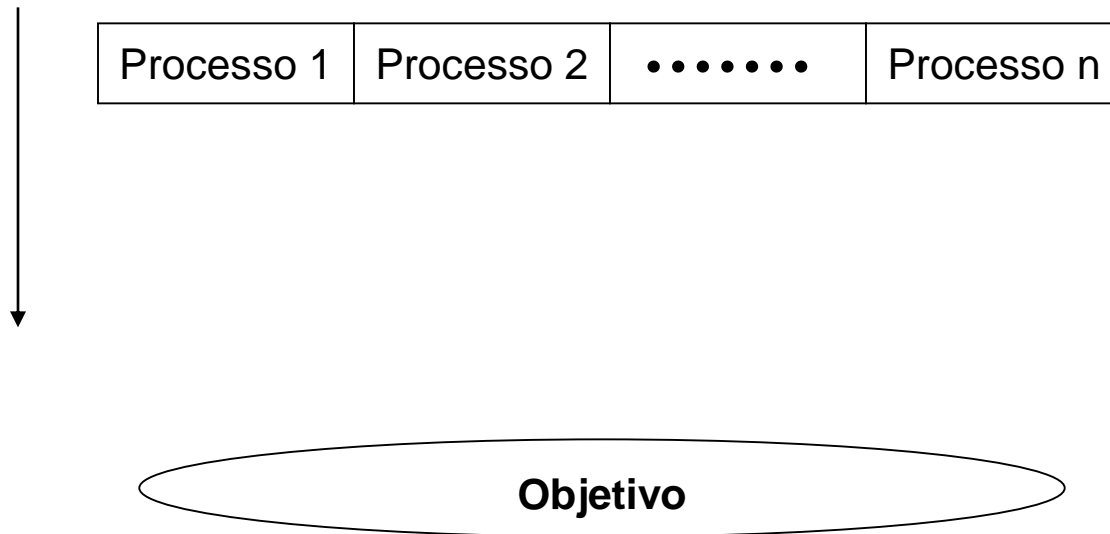 Processo 1 Processo 2 ••••••• Processo n
Objetivo